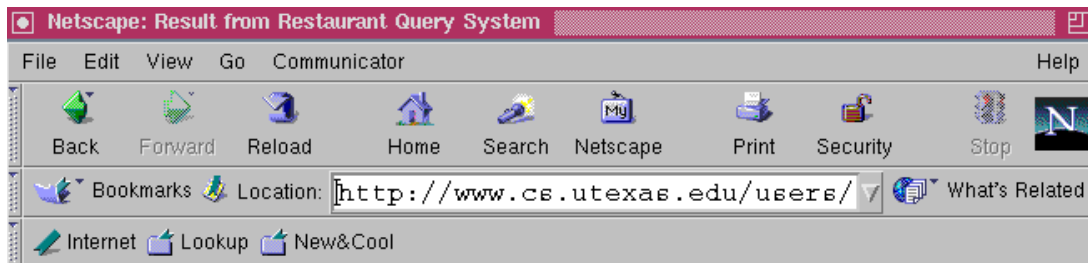 Netscape: Result from Restaurant Query System
File Edit View Go Communicator Help
My N
Back Forward Reload Home Search Netscape Print Security Stop
Bookmarks Location: http://www.cs.utexas.edu/users/ What's Related
Internet Lookup New&Cool